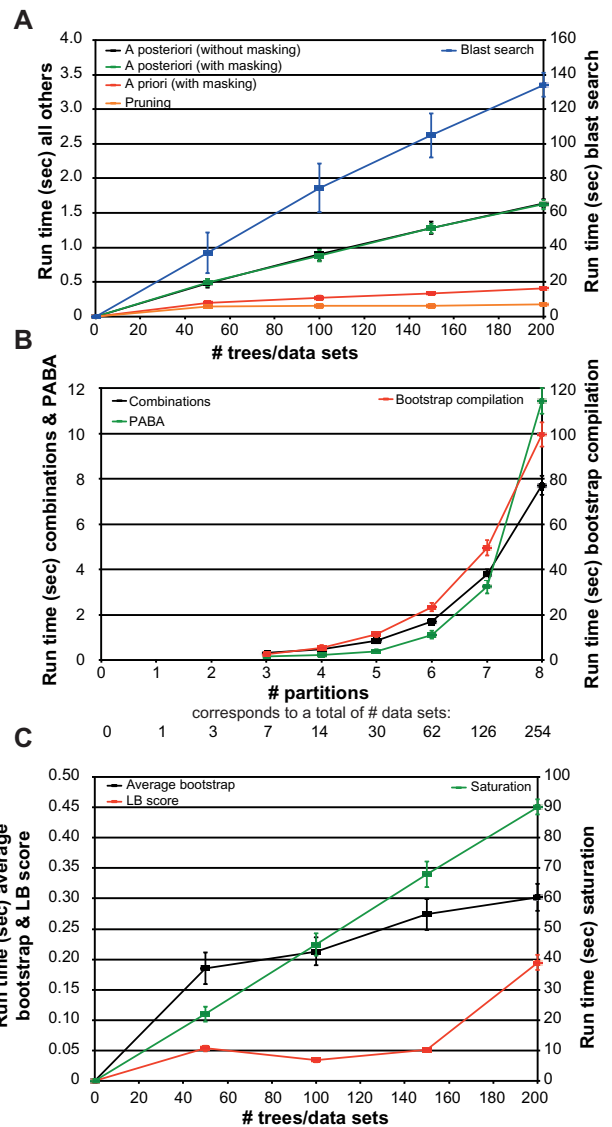 A
A posteriori (without masking)
A posteriori (with masking)
A priori (with masking)
Pruning
Blast search
Run time (sec) all others
4.0
3.5
3.0
2.5
2.0
1.5
1.0
0.5
0
Run time (sec) blast search
160
140
120
100
80
60
40
20
0
0 20 40 60 80 100 120 140 160 180 200
# trees/data sets
B
Combinations
PABA
Bootstrap compilation
Run time (sec) combinations & PABA
12
10
8
6
4
2
0
Run time (sec) bootstrap compilation
120
100
80
60
40
20
0
0 1 2 3 4 5 6 7 8
# partitions
corresponds to a total of # data sets:
0 1 3 7 14 30 62 126 254
C
Average bootstrap
LB score
Saturation
Run time (sec) average
bootstrap & LB score
0.50
0.45
0.40
0.35
0.30
0.25
0.20
0.15
0.10
0.05
0
Run time (sec) saturation
100
90
80
70
60
50
40
30
20
10
0
0 20 40 60 80 100 120 140 160 180 200
# trees/data sets